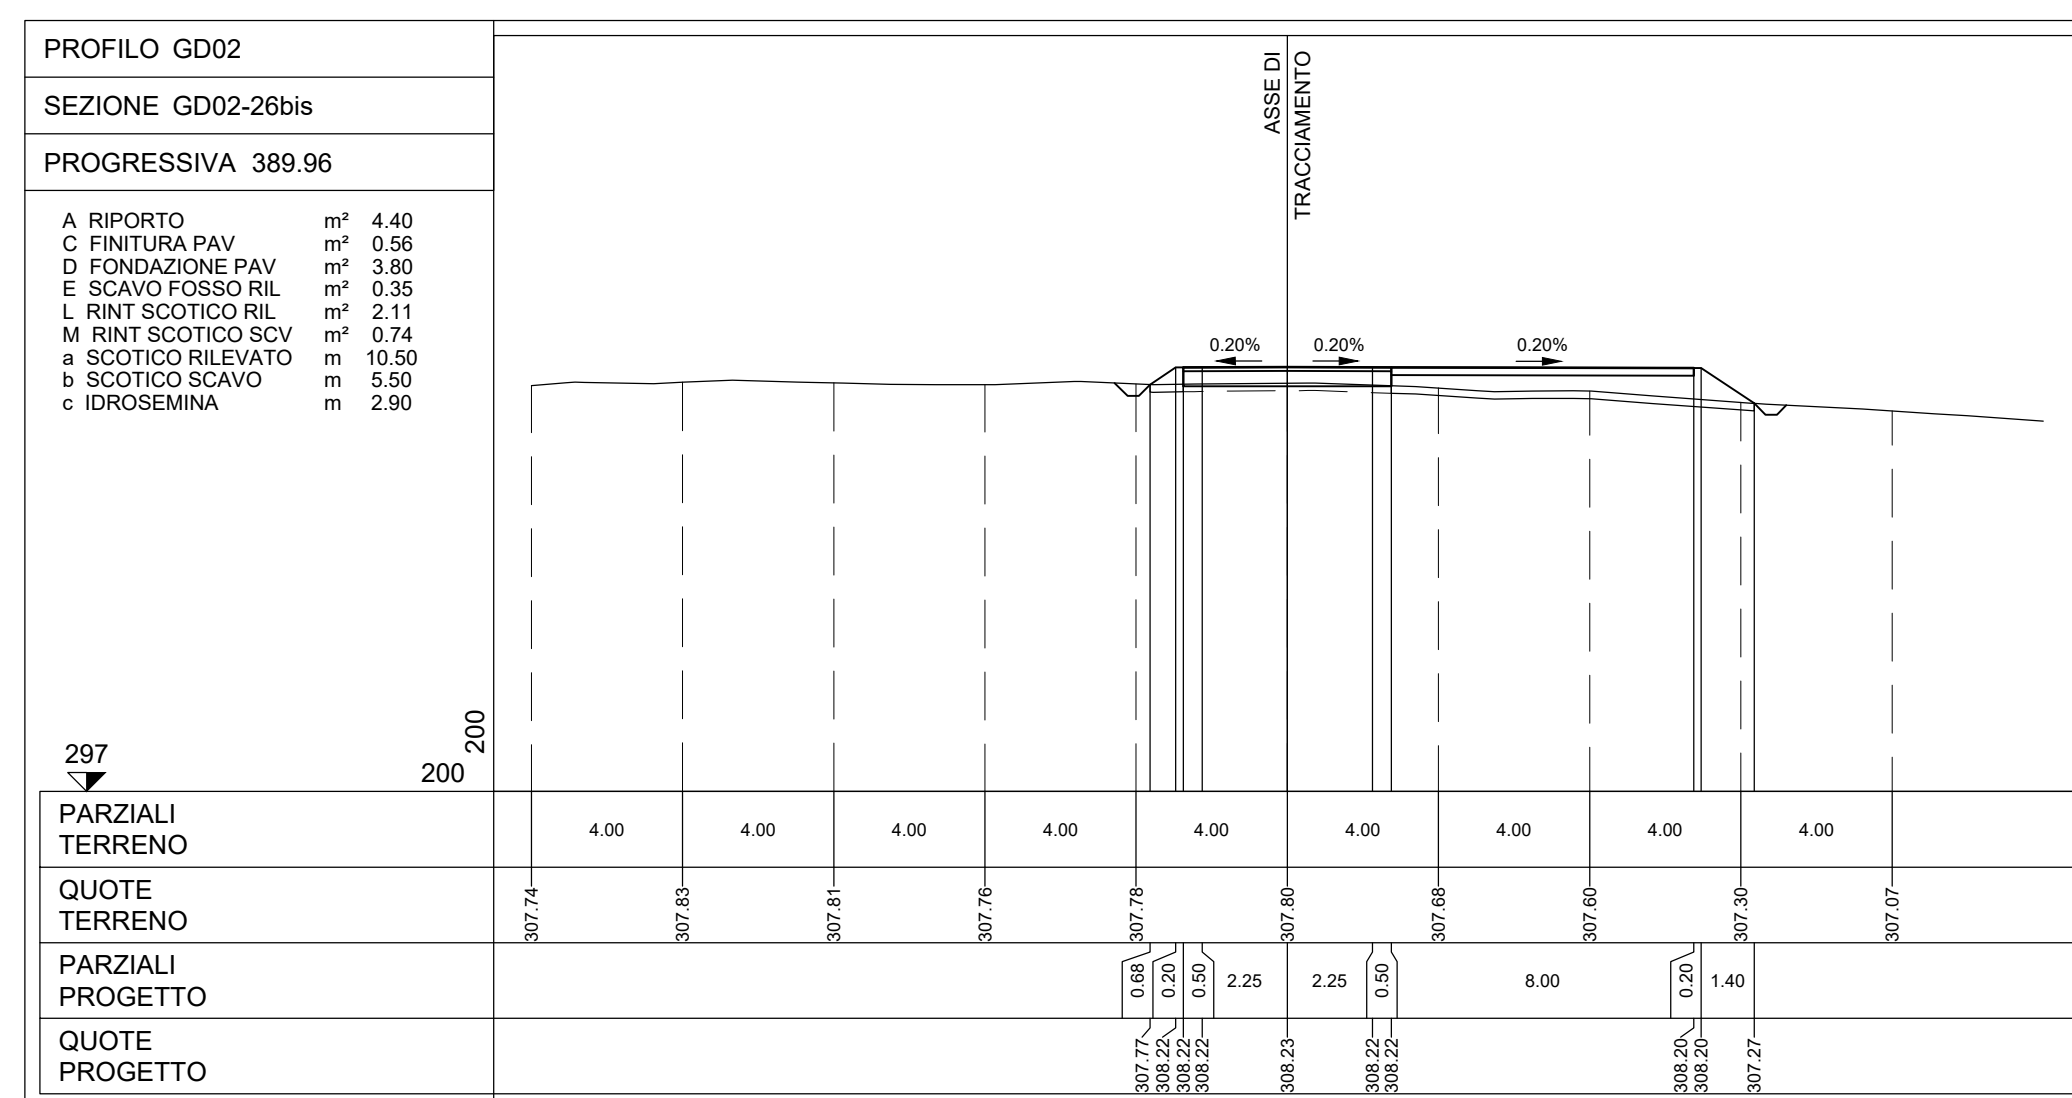 PROFILO GD02
SEZIONE GD02-26bis
PROGRESSIVA 389.96
A RIPORTO m² 4.40
C FINITURA PAV m² 0.56
D FONDAZIONE PAV m² 3.80
E SCAVO FOSSO RIL m² 0.35
L RINT SCOTICO RIL m² 2.11
M RINT SCOTICO SCV m² 0.74
a SCOTICO RILEVATO m 10.50
b SCOTICO SCAVO m 5.50
c IDROSEMINA m 2.90
ASSE DI
TRACCIAMENTO
0.20% 0.20% 0.20%
297
200
200
PARZIALI
TERRENO
4.00 4.00 4.00 4.00 4.00 4.00 4.00 4.00 4.00
QUOTE
TERRENO
307.74 307.83 307.81 307.76 307.78 307.80 307.68 307.60 307.30 307.07
PARZIALI
PROGETTO
0.68 0.20 0.50 2.25 2.25 0.50 8.00 0.20 1.40
QUOTE
PROGETTO
307.77 308.22 308.22 308.22 308.23 308.22 308.22 308.20 308.20 307.27